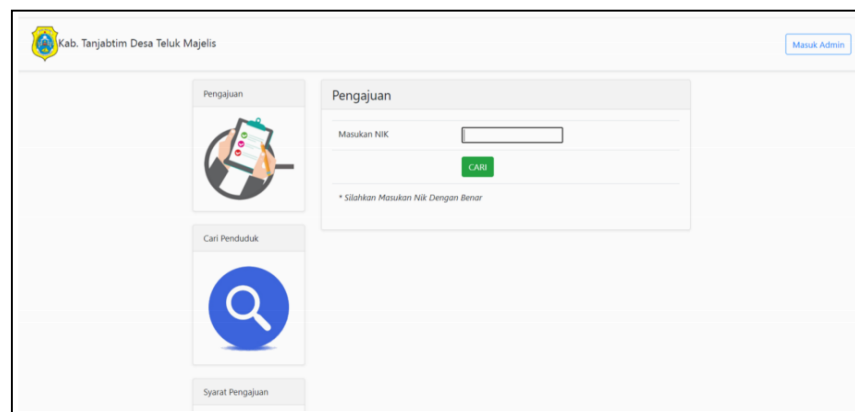 Kab. Tanjabtim Desa Teluk Majelis
Masuk Admin
Pengajuan
Cari Penduduk
Syarat Pengajuan
Pengajuan
Masukan NIK
CARI
* Silahkan Masukan Nik Dengan Benar